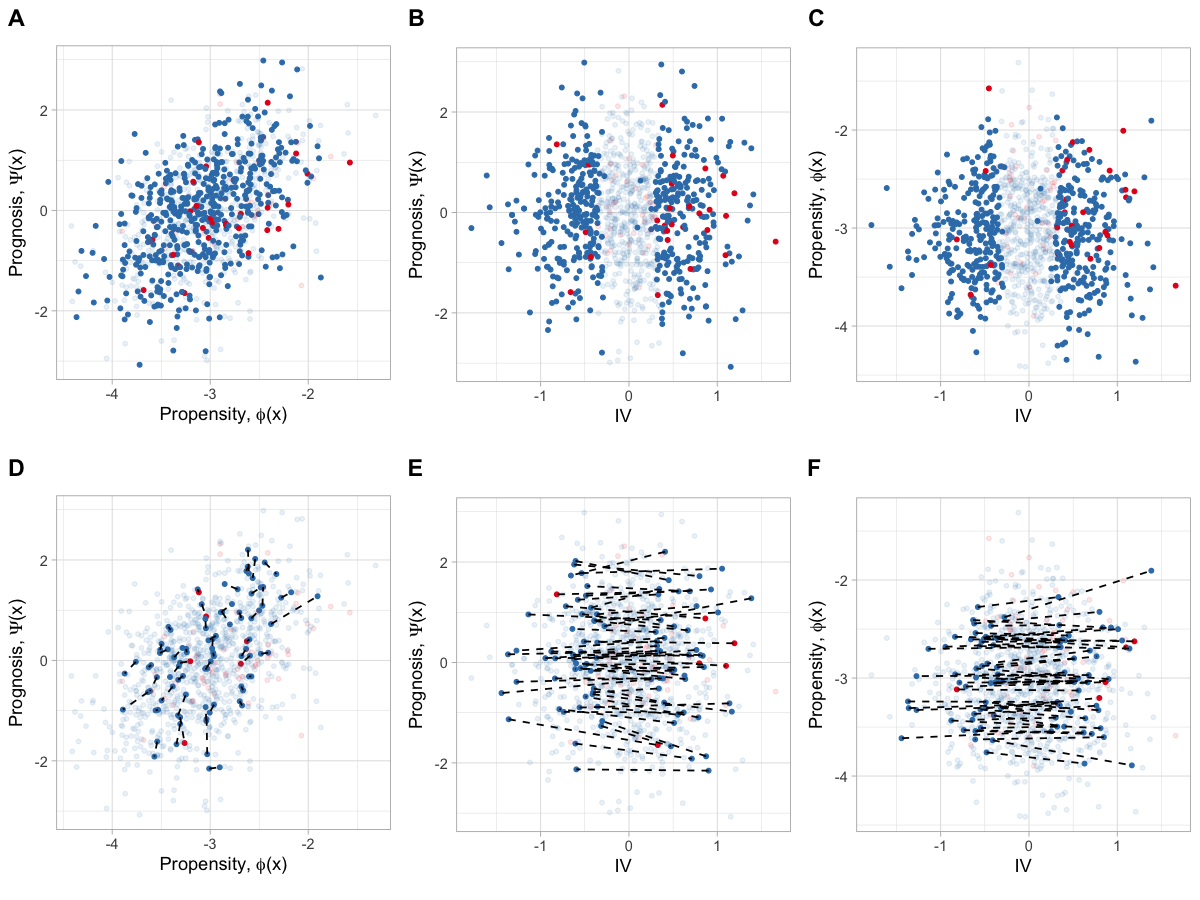 A
B
C
Prognosis, Ψ(x)
2
0
-2
-4
-3
-2
Propensity, ϕ(x)
Prognosis, Ψ(x)
2
0
-2
-1
0
1
IV
Propensity, ϕ(x)
-2
-3
-4
-1
0
1
IV
D
E
F
Prognosis, Ψ(x)
2
0
-2
-4
-3
-2
Propensity, ϕ(x)
Prognosis, Ψ(x)
2
0
-2
-1
0
1
IV
Propensity, ϕ(x)
-2
-3
-4
-1
0
1
IV